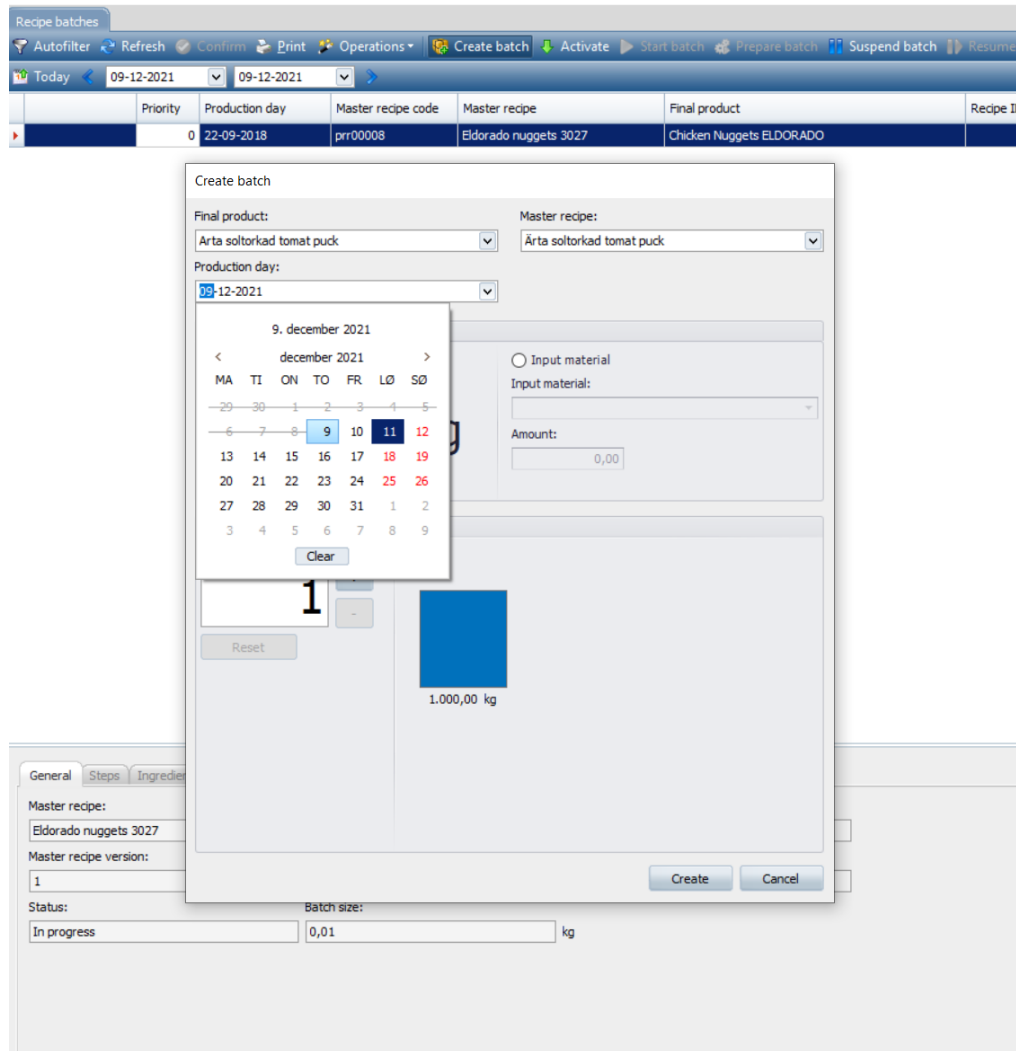 Recipe batches
Autofilter Refresh Confirm Print Operations Create batch Activate Start batch Prepare batch Suspend batch Resume
Today 09-12-2021 09-12-2021
Priority Production day Master recipe code Master recipe Final product Recipe
0 22-09-2018 prr00008 Eldorado nuggets 3027 Chicken Nuggets ELDORADO
Create batch
Final product: Master recipe:
Arta soltorkad tomat puck Ärta soltorkad tomat puck
Production day:
09-12-2021
9. december 2021
< december 2021 >
MA TI ON TO FR LØ SØ
29 30 1 2 3 4 5
6 7 8 9 10 11 12
13 14 15 16 17 18 19
20 21 22 23 24 25 26
27 28 29 30 31 1 2
3 4 5 6 7 8 9
Clear
Input material
Input material:
Amount:
0,00
1
-
Reset
1.000,00 kg
General Steps Ingredie
Master recipe:
Eldorado nuggets 3027
Master recipe version:
1
Create Cancel
Status: Batch size:
In progress 0,01 kg